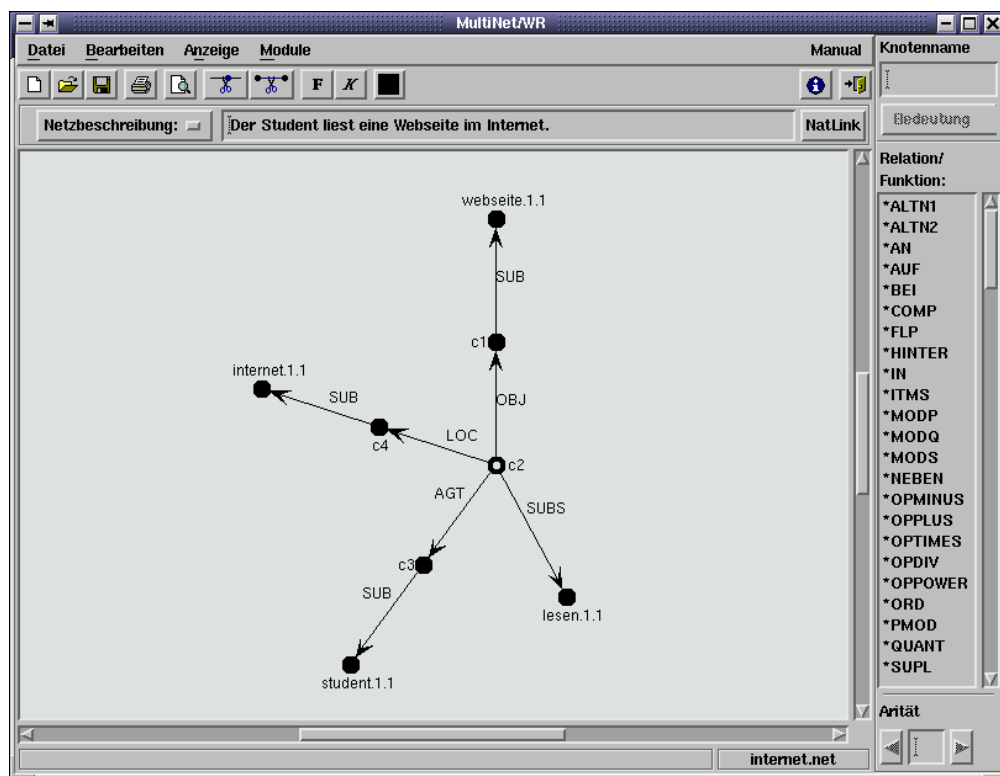 MultiNet/WR
Datei Bearbeiten Anzeige Module Manual
F K
Netzbeschreibung: Der Student liest eine Webseite im Internet. NatLink
webseite.1.1
SUB
c1
internet.1.1
SUB
OBJ
c4
LOC
c2
AGT
SUBS
c3
SUB
lesen.1.1
student.1.1
internet.net
Knotenname
Bedeutung
Relation/
Funktion:
*ALTN1
*ALTN2
*AN
*AUF
*BEI
*COMP
*FLP
*HINTER
*IN
*ITMS
*MODP
*MODQ
*MODS
*NEBEN
*OPMINUS
*OPPLUS
*OPTIMES
*OPDIV
*OPPOWER
*ORD
*PMOD
*QUANT
*SUPL
Arität